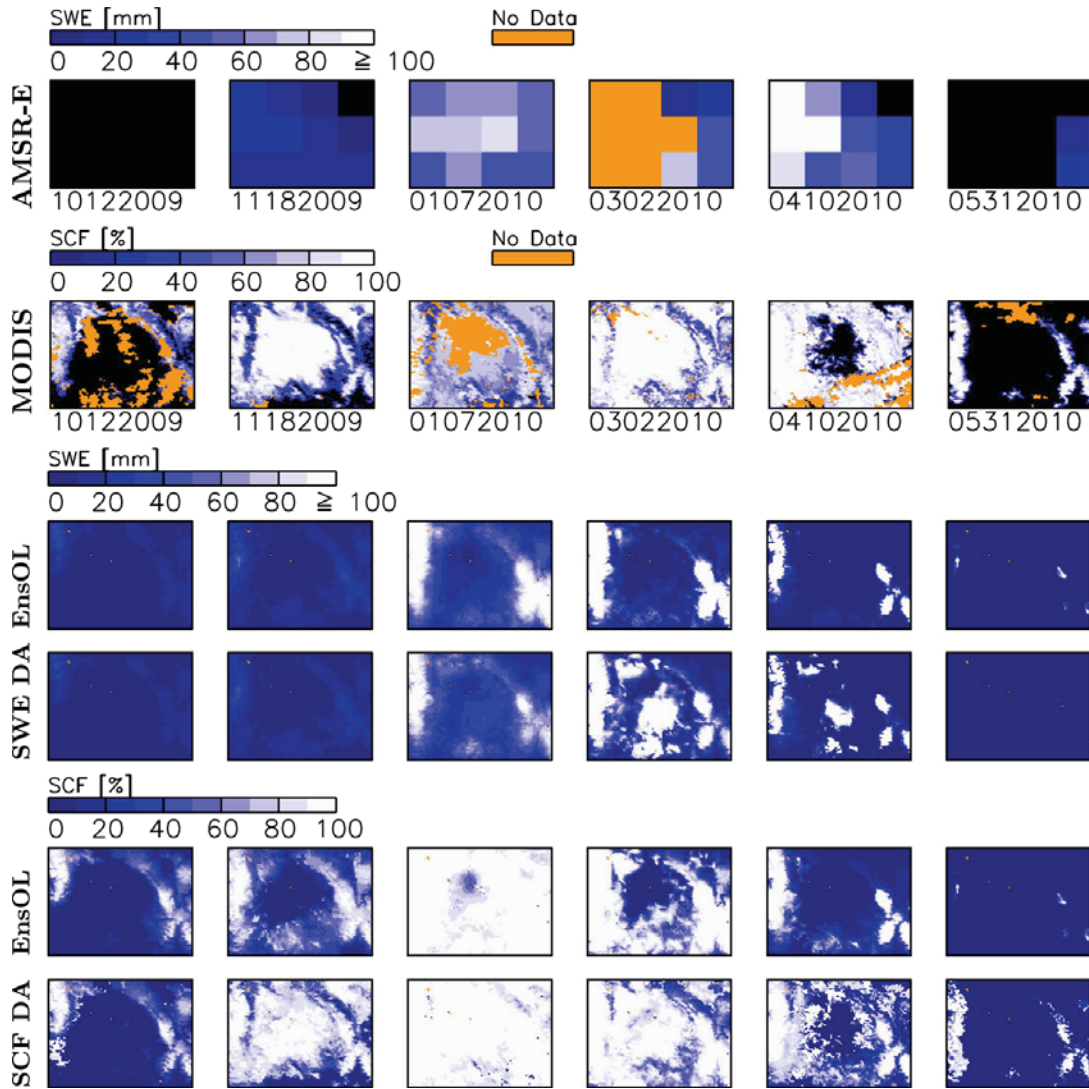 SWE [mm]
No Data
0 20 40 60 80 ≧ 100
AMSR-E
10122009 11182009 01072010 03022010 04102010 05312010
SCF [%]
No Data
0 20 40 60 80 100
MODIS
10122009 11182009 01072010 03022010 04102010 05312010
SWE [mm]
0 20 40 60 80 ≧ 100
EnsOL
SWE DA
SCF [%]
0 20 40 60 80 100
EnsOL
SCF DA